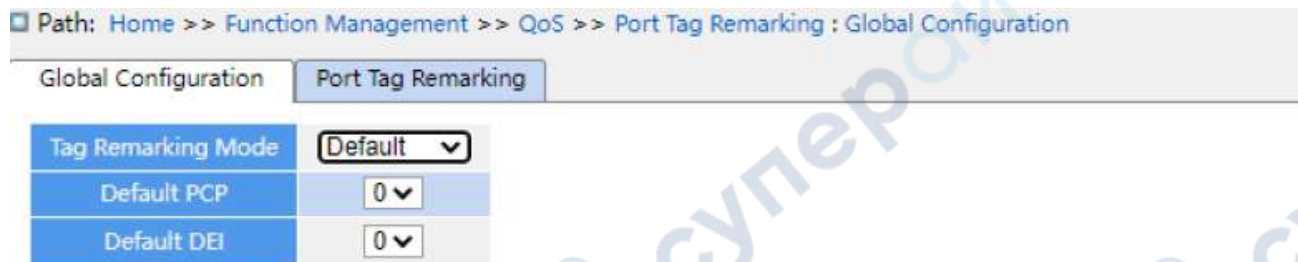 Path: Home >> Function Management >> QoS >> Port Tag Remarking : Global Configuration
Global Configuration Port Tag Remarking
Tag Remarking Mode Default
Default PCP 0
Default DEI 0
супер